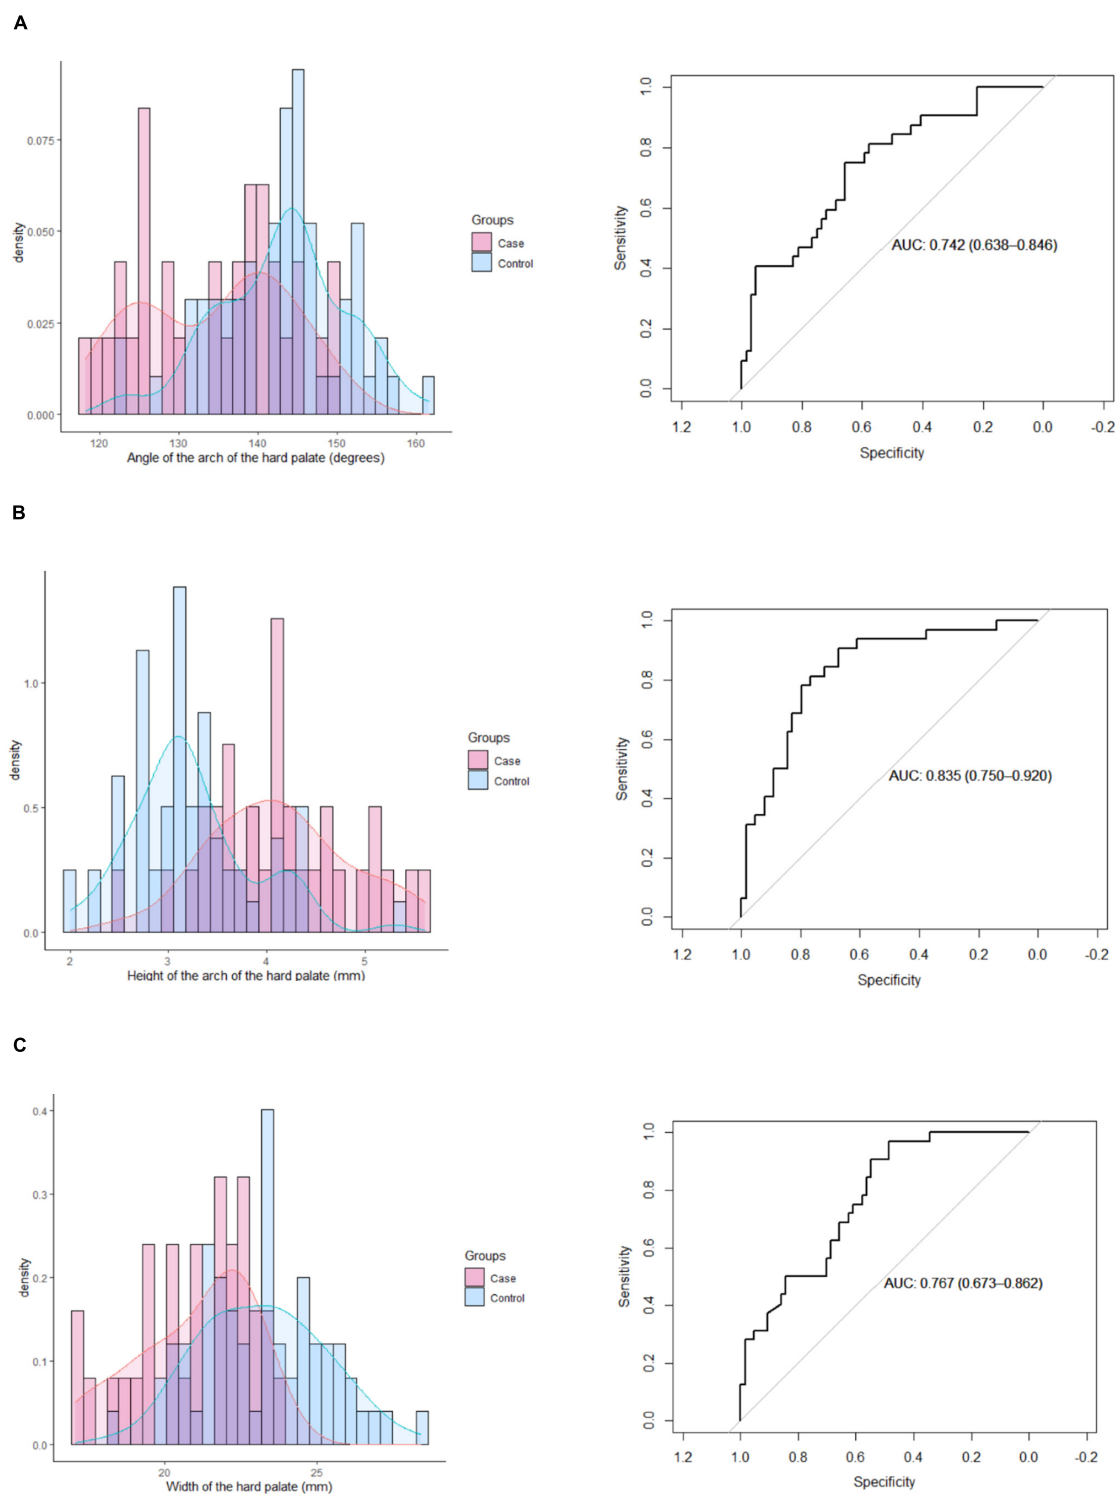 A
density
0.075
0.050
0.025
0.000
120 130 140 150 160
Angle of the arch of the hard palate (degrees)
Groups
Case
Control
Sensitivity
1.0
0.8
0.6
0.4
0.2
0.0
AUC: 0.742 (0.638–0.846)
1.2 1.0 0.8 0.6 0.4 0.2 0.0 -0.2
Specificity
B
density
1.0
0.5
0.0
2 3 4 5
Height of the arch of the hard palate (mm)
Groups
Case
Control
Sensitivity
1.0
0.8
0.6
0.4
0.2
0.0
AUC: 0.835 (0.750–0.920)
1.2 1.0 0.8 0.6 0.4 0.2 0.0 -0.2
Specificity
C
density
0.4
0.3
0.2
0.1
0.0
20 25
Width of the hard palate (mm)
Groups
Case
Control
Sensitivity
1.0
0.8
0.6
0.4
0.2
0.0
AUC: 0.767 (0.673–0.862)
1.2 1.0 0.8 0.6 0.4 0.2 0.0 -0.2
Specificity